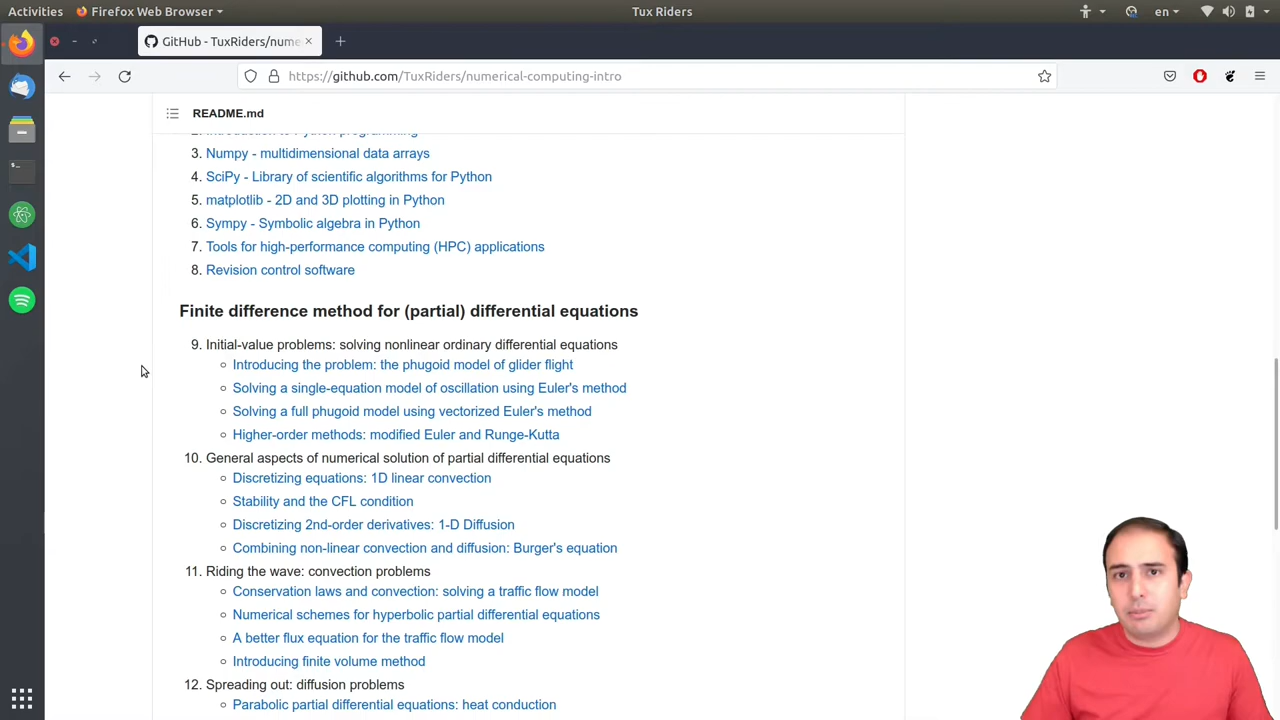 Activities
Firefox Web Browser
Tux Riders
en
GitHub - TuxRiders/nume
https://github.com/TuxRiders/numerical-computing-intro
README.md
2. Introduction to Python programming
3. Numpy - multidimensional data arrays
4. SciPy - Library of scientific algorithms for Python
5. matplotlib - 2D and 3D plotting in Python
6. Sympy - Symbolic algebra in Python
7. Tools for high-performance computing (HPC) applications
8. Revision control software
Finite difference method for (partial) differential equations
9. Initial-value problems: solving nonlinear ordinary differential equations
Introducing the problem: the phugoid model of glider flight
Solving a single-equation model of oscillation using Euler's method
Solving a full phugoid model using vectorized Euler's method
Higher-order methods: modified Euler and Runge-Kutta
10. General aspects of numerical solution of partial differential equations
Discretizing equations: 1D linear convection
Stability and the CFL condition
Discretizing 2nd-order derivatives: 1-D Diffusion
Combining non-linear convection and diffusion: Burger's equation
11. Riding the wave: convection problems
Conservation laws and convection: solving a traffic flow model
Numerical schemes for hyperbolic partial differential equations
A better flux equation for the traffic flow model
Introducing finite volume method
12. Spreading out: diffusion problems
Parabolic partial differential equations: heat conduction